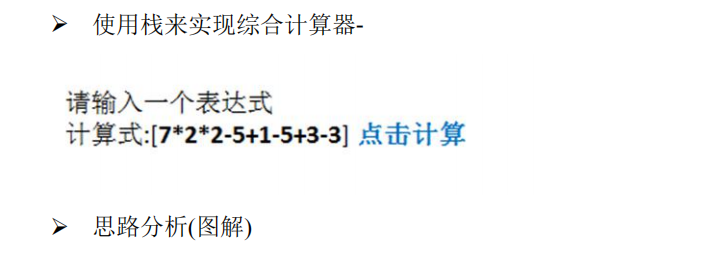 ➢ 使用栈来实现综合计算器-
请输入一个表达式
计算式:[7*2*2-5+1-5+3-3] 点击计算
➢ 思路分析(图解)